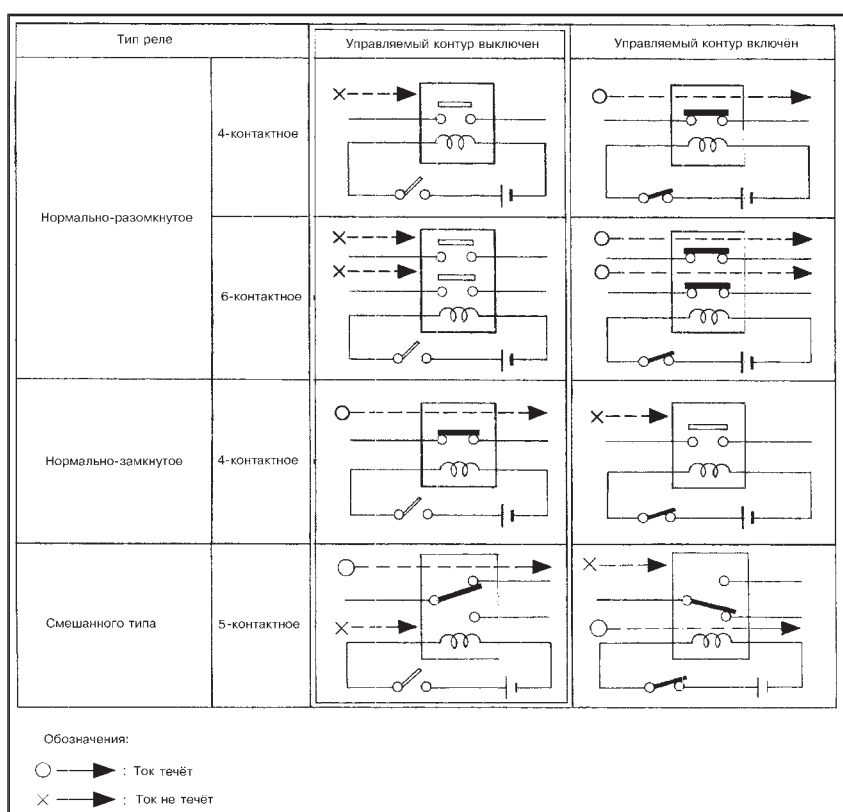 Тип реле
Управляемый контур выключен
Управляемый контур включён
Нормально-разомкнутое
4-контактное
6-контактное
Нормально-замкнутое
4-контактное
Смешанного типа
5-контактное
Обозначения:
: Ток течёт
: Ток не течёт